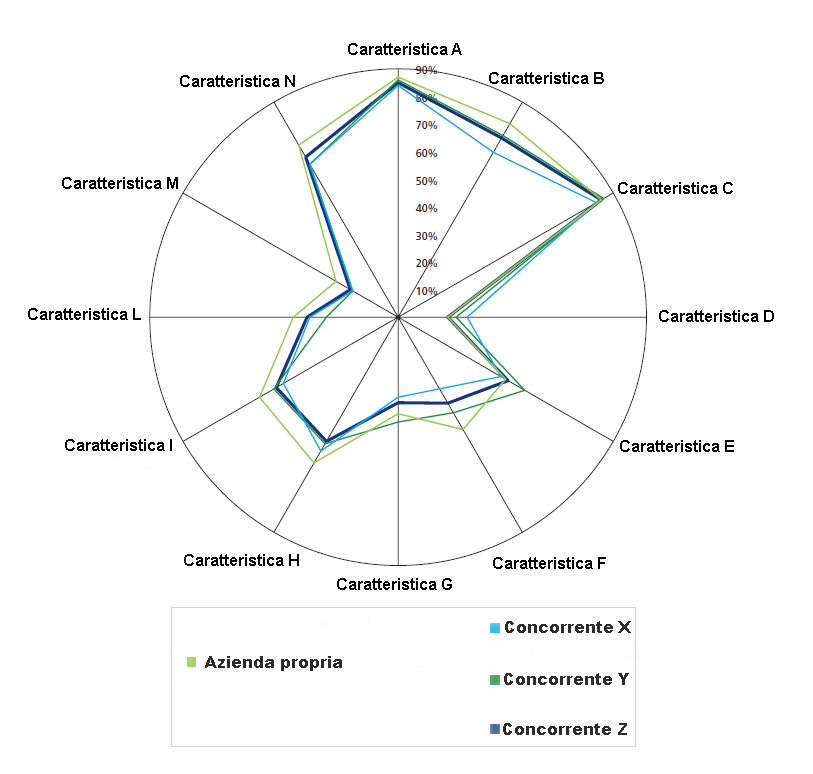 Caratteristica A
90%
Caratteristica N
Caratteristica B
80%
70%
60%
Caratteristica M
Caratteristica C
50%
40%
30%
20%
10%
Caratteristica L
Caratteristica D
Caratteristica I
Caratteristica E
Caratteristica H
Caratteristica F
Caratteristica G
Azienda propria
Concorrente X
Concorrente Y
Concorrente Z